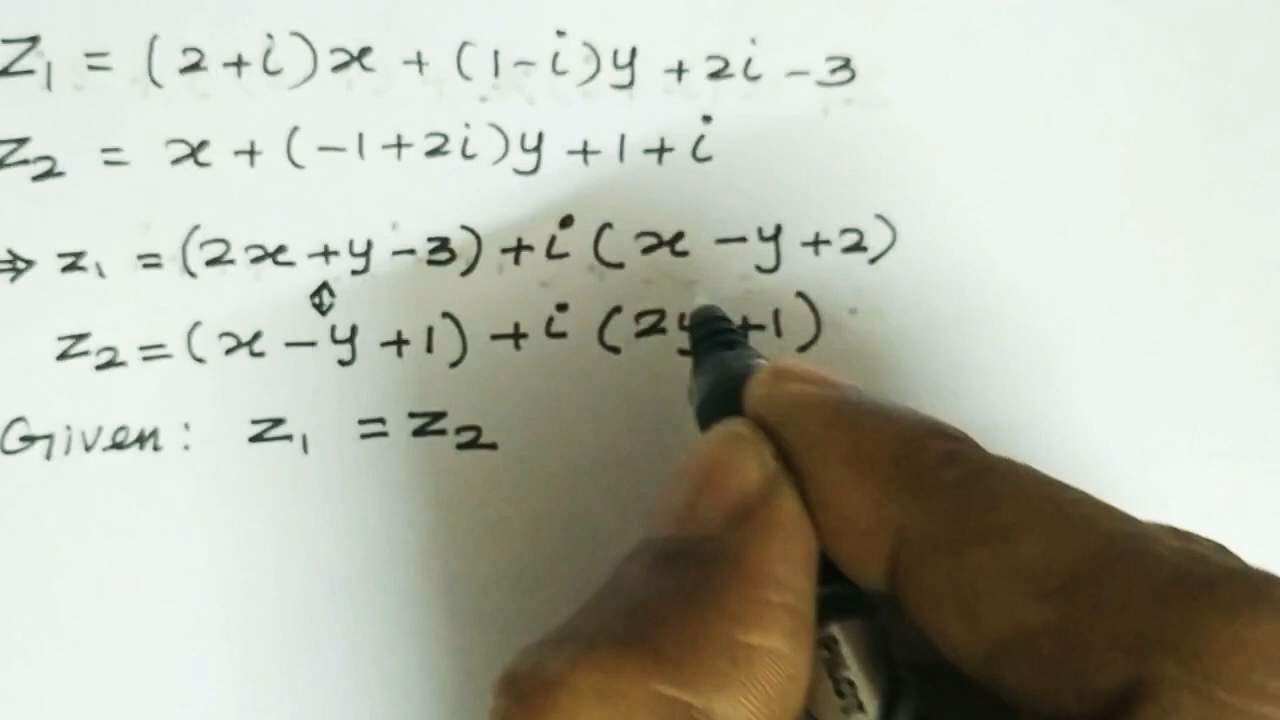 Z₁ = (2+i)x + (1-i)y + 2i - 3
Z₂ = x + (-1+2i)y + 1 + i
⇒ z₁ = (2x+y-3) + i(x-y+2)
z₂ = (x-y+1) + i(2y+1)
Given: z₁ = z₂